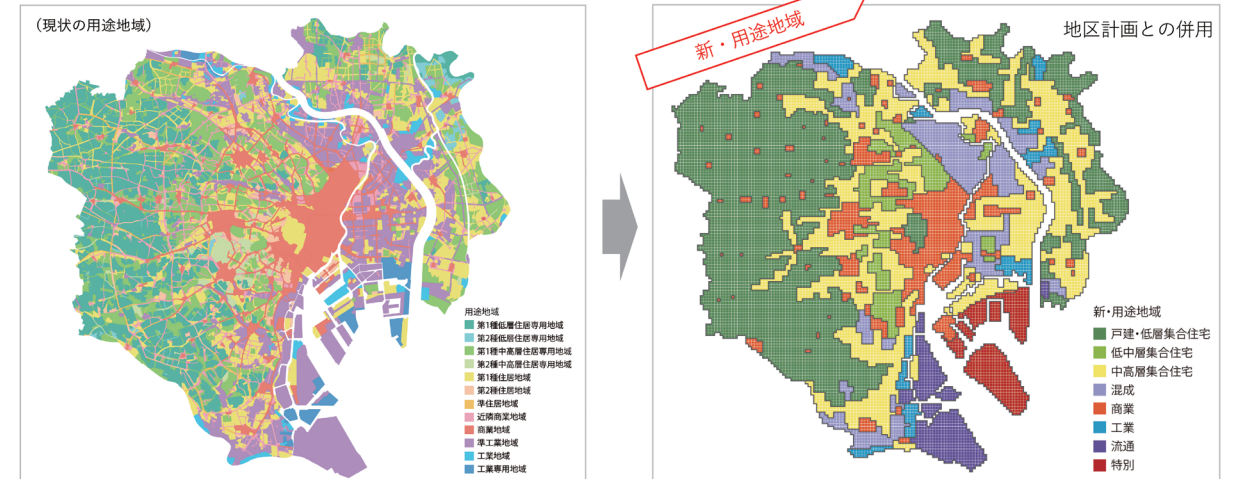 (現状の用途地域)
用途地域
第1種低層住居専用地域
第2種低居住居専用地域
第1種中高層住居専用地域
第2種中高層住居専用地域
第1種住居地域
第2種住居地域
準住居地域
近隣商業地域
商業地域
準工業地域
工業地域
工業専用地域
新・用途地域
地区計画との併用
新・用途地域
戸建・低層集合住宅
低中層集合住宅
中高層集合住宅
混成
商業
工業
流通
特別